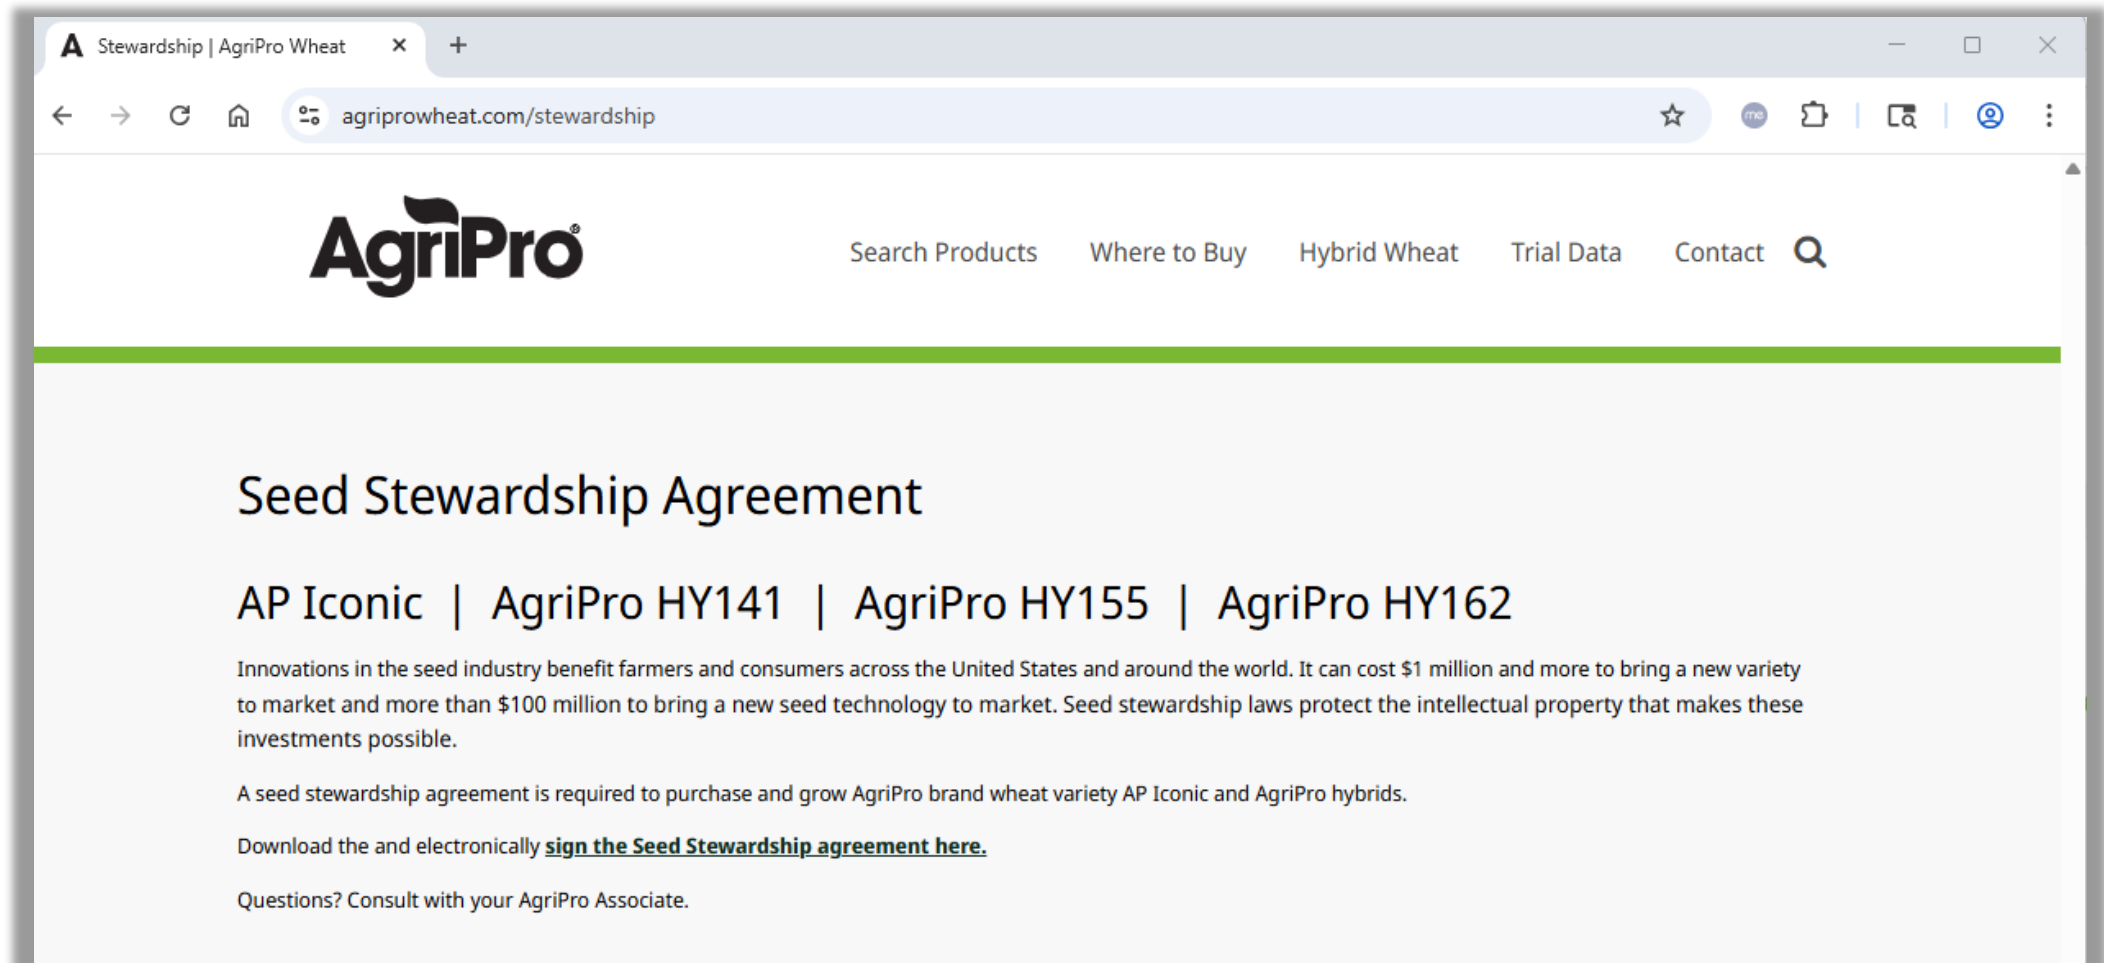 Stewardship | AgriPro Wheat
agriprowheat.com/stewardship
me
AgriPro®
Search Products Where to Buy Hybrid Wheat Trial Data Contact
Seed Stewardship Agreement
AP Iconic | AgriPro HY141 | AgriPro HY155 | AgriPro HY162
Innovations in the seed industry benefit farmers and consumers across the United States and around the world. It can cost $1 million and more to bring a new variety
to market and more than $100 million to bring a new seed technology to market. Seed stewardship laws protect the intellectual property that makes these
investments possible.
A seed stewardship agreement is required to purchase and grow AgriPro brand wheat variety AP Iconic and AgriPro hybrids.
Download the and electronically sign the Seed Stewardship agreement here.
Questions? Consult with your AgriPro Associate.